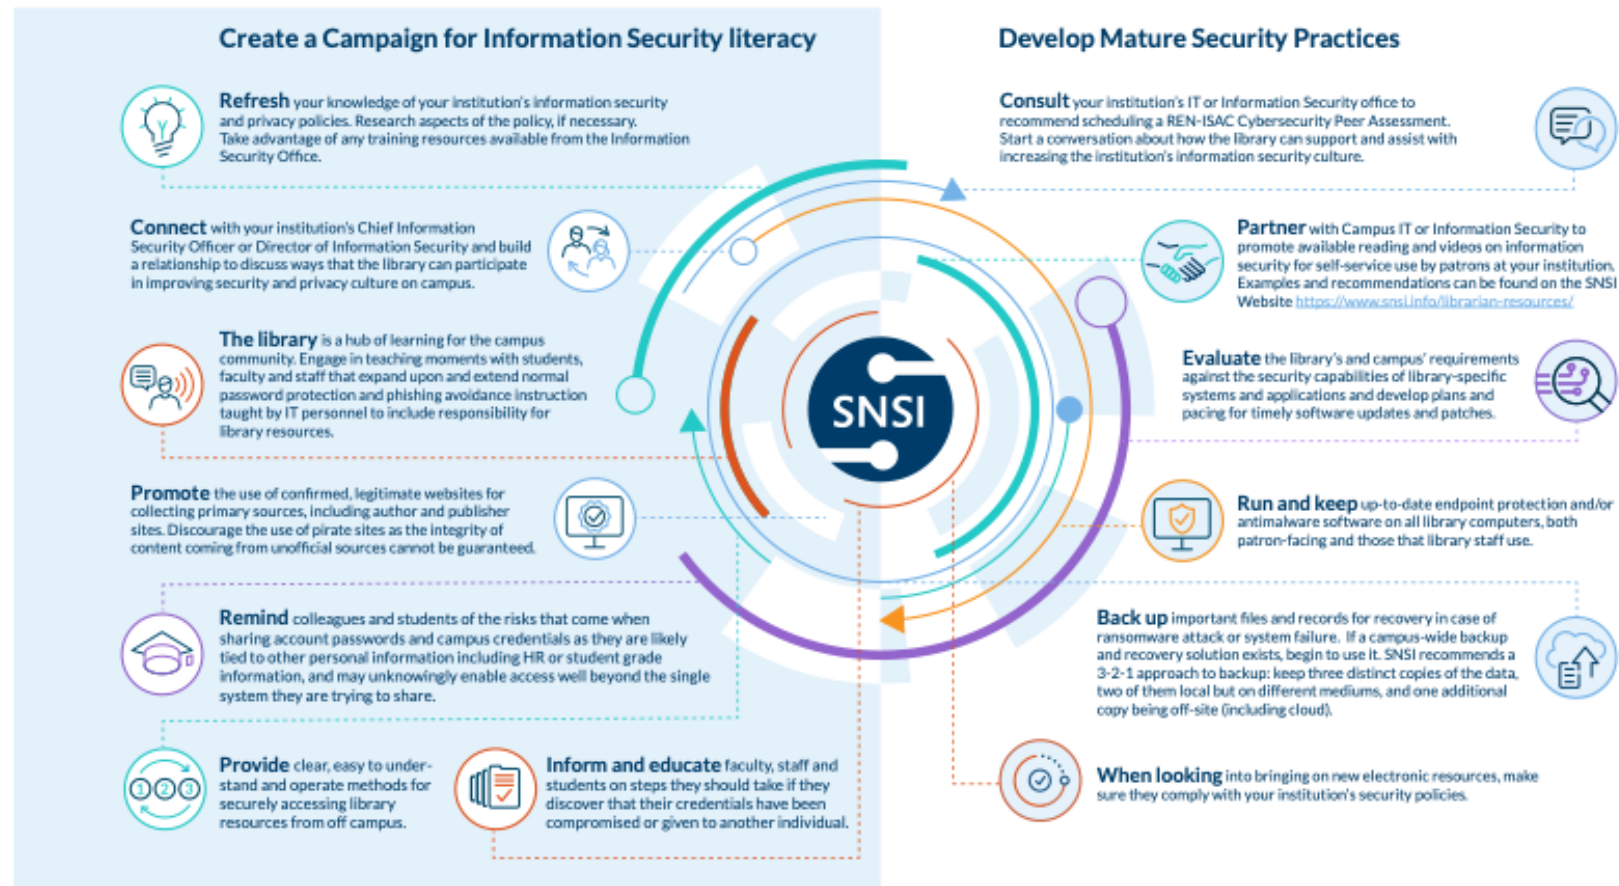 Create a Campaign for Information Security literacy
Refresh your knowledge of your institution's information security
and privacy policies. Research aspects of the policy, if necessary.
Take advantage of any training resources available from the Information
Security Office.
Connect with your institution's Chief Information
Security Officer or Director of Information Security and build
a relationship to discuss ways that the library can participate
in improving security and privacy culture on campus.
The library is a hub of learning for the campus
community. Engage in teaching moments with students,
faculty and staff that expand upon and extend normal
password protection and phishing avoidance instruction
taught by IT personnel to include responsibility for
library resources.
Promote the use of confirmed, legitimate websites for
collecting primary sources, including author and publisher
sites. Discourage the use of pirate sites as the integrity of
content coming from unofficial sources cannot be guaranteed.
Remind colleagues and students of the risks that come when
sharing account passwords and campus credentials as they are likely
tied to other personal information including HR or student grade
information, and may unknowingly enable access well beyond the single
system they are trying to share.
1 2 3
Provide clear, easy to under-
stand and operate methods for
securely accessing library
resources from off campus.
Inform and educate faculty, staff and
students on steps they should take if they
discover that their credentials have been
compromised or given to another individual.
SNSI
Develop Mature Security Practices
Consult your institution's IT or Information Security office to
recommend scheduling a REN-ISAC Cybersecurity Peer Assessment.
Start a conversation about how the library can support and assist with
increasing the institution's information security culture.
Partner with Campus IT or Information Security to
promote available reading and videos on information
security for self-service use by patrons at your institution.
Examples and recommendations can be found on the SNSI
Website https://www.snsi.info/librarian-resources/
Evaluate the library's and campus' requirements
against the security capabilities of library-specific
systems and applications and develop plans and
pacing for timely software updates and patches.
Run and keep up-to-date endpoint protection and/or
antimalware software on all library computers, both
patron-facing and those that library staff use.
Back up important files and records for recovery in case of
ransomware attack or system failure. If a campus-wide backup
and recovery solution exists, begin to use it. SNSI recommends a
3-2-1 approach to backup: keep three distinct copies of the data,
two of them local but on different mediums, and one additional
copy being off-site (including cloud).
When looking into bringing on new electronic resources, make
sure they comply with your institution's security policies.